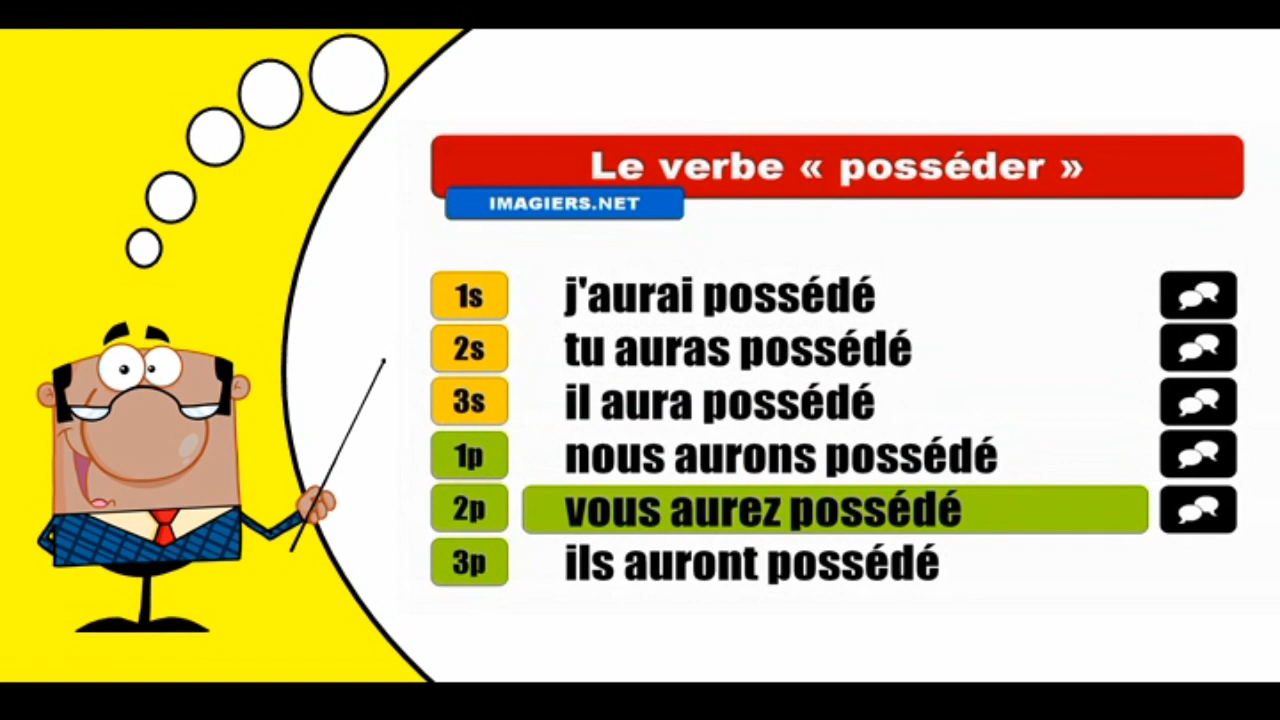 Le verbe « posséder »
IMAGIERS.NET
1s j'aurai possédé
2s tu auras possédé
3s il aura possédé
1p nous aurons possédé
2p vous aurez possédé
3p ils auront possédé